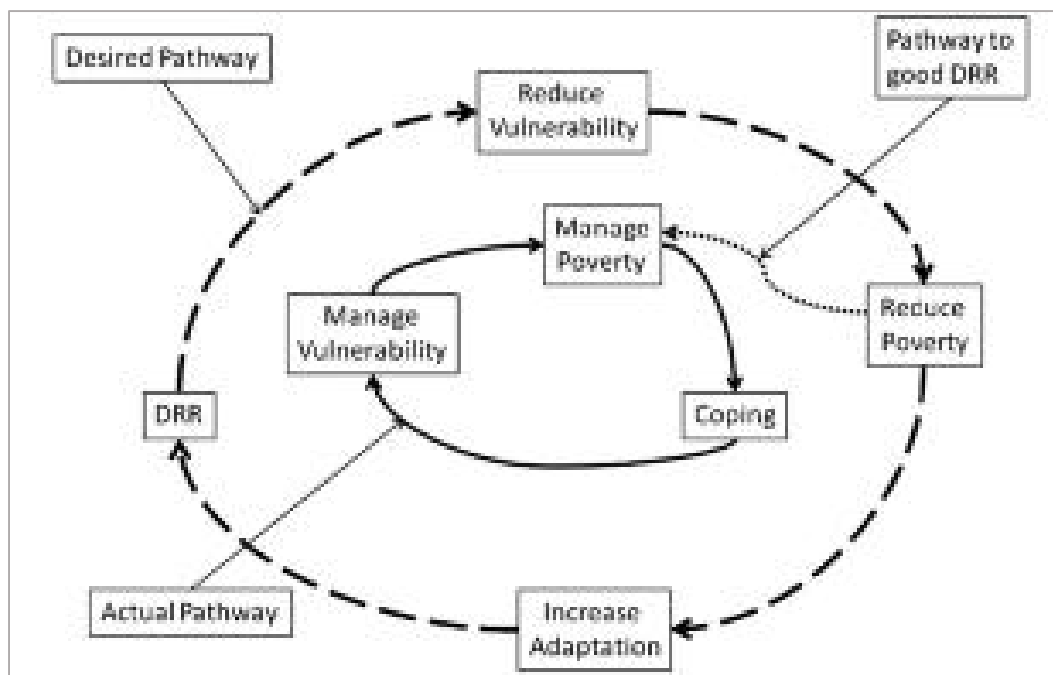 Desired Pathway
Pathway to
good DRR
Reduce
Vulnerability
Manage
Poverty
Reduce
Poverty
Manage
Vulnerability
DRR
Coping
Actual Pathway
Increase
Adaptation